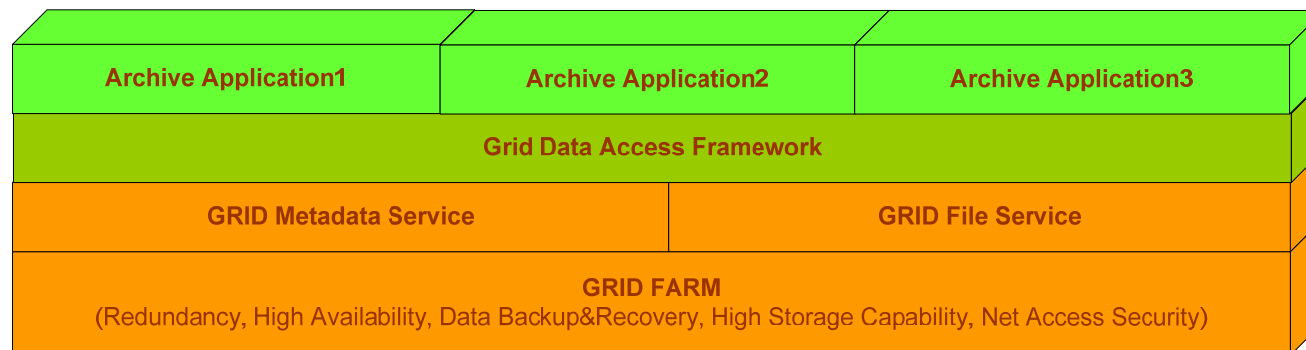 Archive Application1
Archive Application2
Archive Application3
Grid Data Access Framework
GRID Metadata Service
GRID File Service
GRID FARM
(Redundancy, High Availability, Data Backup&Recovery, High Storage Capability, Net Access Security)